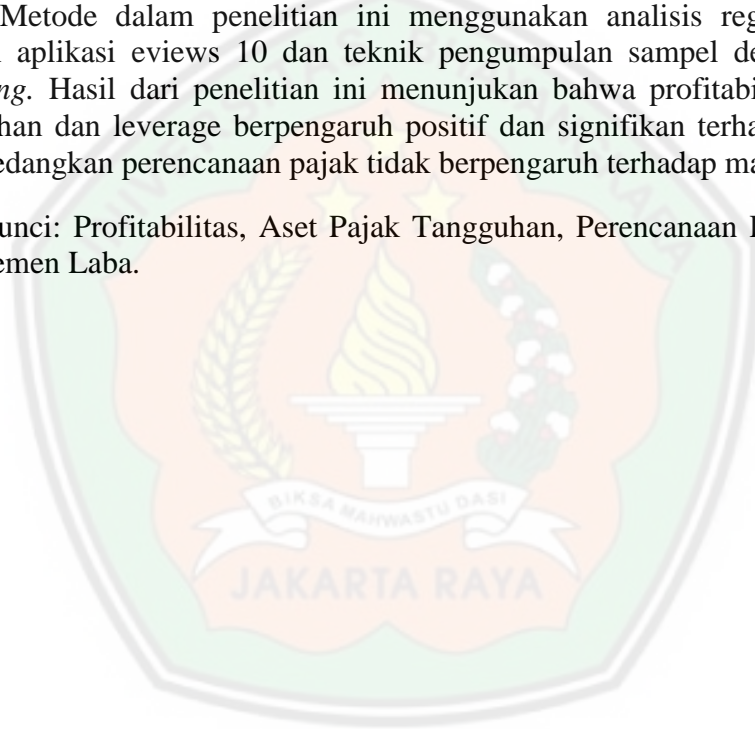 Metode dalam penelitian ini menggunakan analisis reg
aplikasi eviews 10 dan teknik pengumpulan sampel de
ng. Hasil dari penelitian ini menunjukan bahwa profitabi
han dan leverage berpengaruh positif dan signifikan terha
edangkan perencanaan pajak tidak berpengaruh terhadap ma
unci: Profitabilitas, Aset Pajak Tangguhan, Perencanaan
emen Laba.
BIKSA MAHWASTU DASI
JAKARTA RAYA